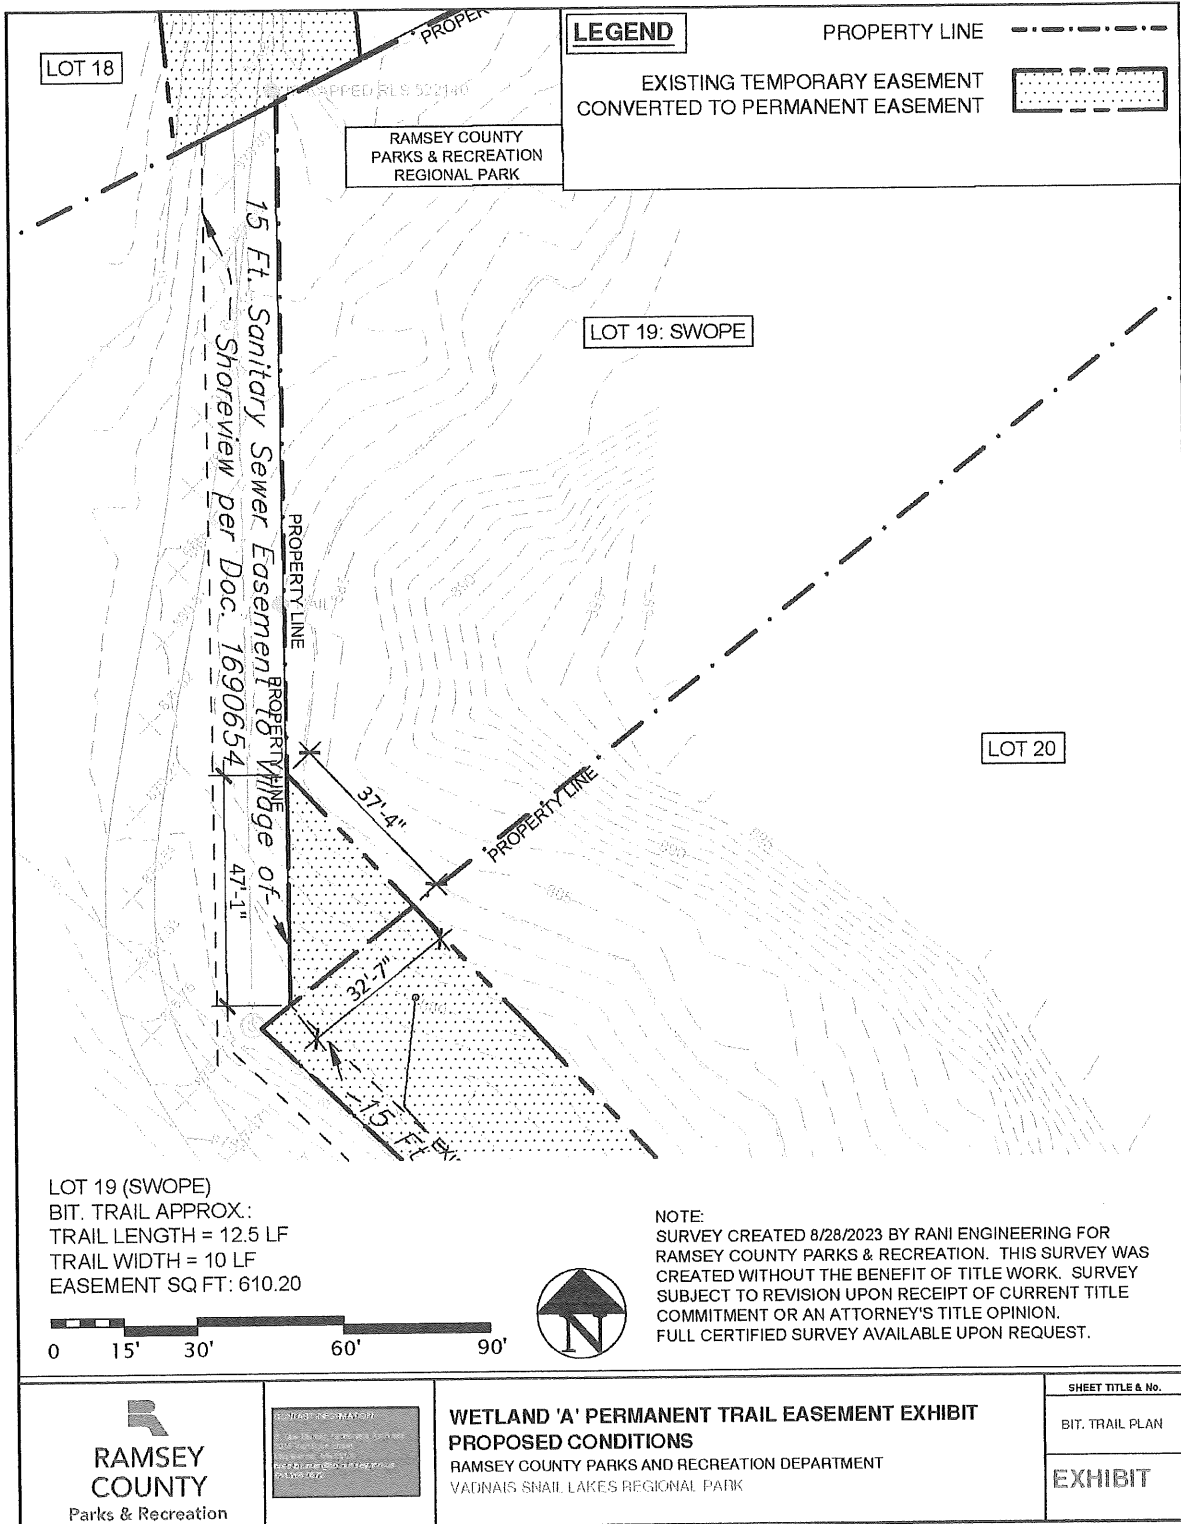 LOT 18
PROPER
LEGEND
PROPERTY LINE
EXISTING TEMPORARY EASEMENT
CONVERTED TO PERMANENT EASEMENT
CAPPED RLS
RAMSEY COUNTY
PARKS & RECREATION
REGIONAL PARK
LOT 19: SWOPE
15 Ft. Sanitary Sewer Easement to Village of
Shoreview per Doc. 1690654
PROPERTY LINE
PROPERTY LINE
PROPERTY LINE
LOT 20
37'-4"
47'-1"
32'-7"
15 Ft
EXI
LOT 19 (SWOPE)
BIT. TRAIL APPROX.:
TRAIL LENGTH = 12.5 LF
TRAIL WIDTH = 10 LF
EASEMENT SQ FT: 610.20
0 15' 30' 60' 90'
N
NOTE:
SURVEY CREATED 8/28/2023 BY RANI ENGINEERING FOR
RAMSEY COUNTY PARKS & RECREATION. THIS SURVEY WAS
CREATED WITHOUT THE BENEFIT OF TITLE WORK. SURVEY
SUBJECT TO REVISION UPON RECEIPT OF CURRENT TITLE
COMMITMENT OR AN ATTORNEY'S TITLE OPINION.
FULL CERTIFIED SURVEY AVAILABLE UPON REQUEST.
RAMSEY
COUNTY
Parks & Recreation
CONTACT INFORMATION:
WETLAND 'A' PERMANENT TRAIL EASEMENT EXHIBIT
PROPOSED CONDITIONS
RAMSEY COUNTY PARKS AND RECREATION DEPARTMENT
VADNAIS SNAIL LAKES REGIONAL PARK
SHEET TITLE & No.
BIT. TRAIL PLAN
EXHIBIT